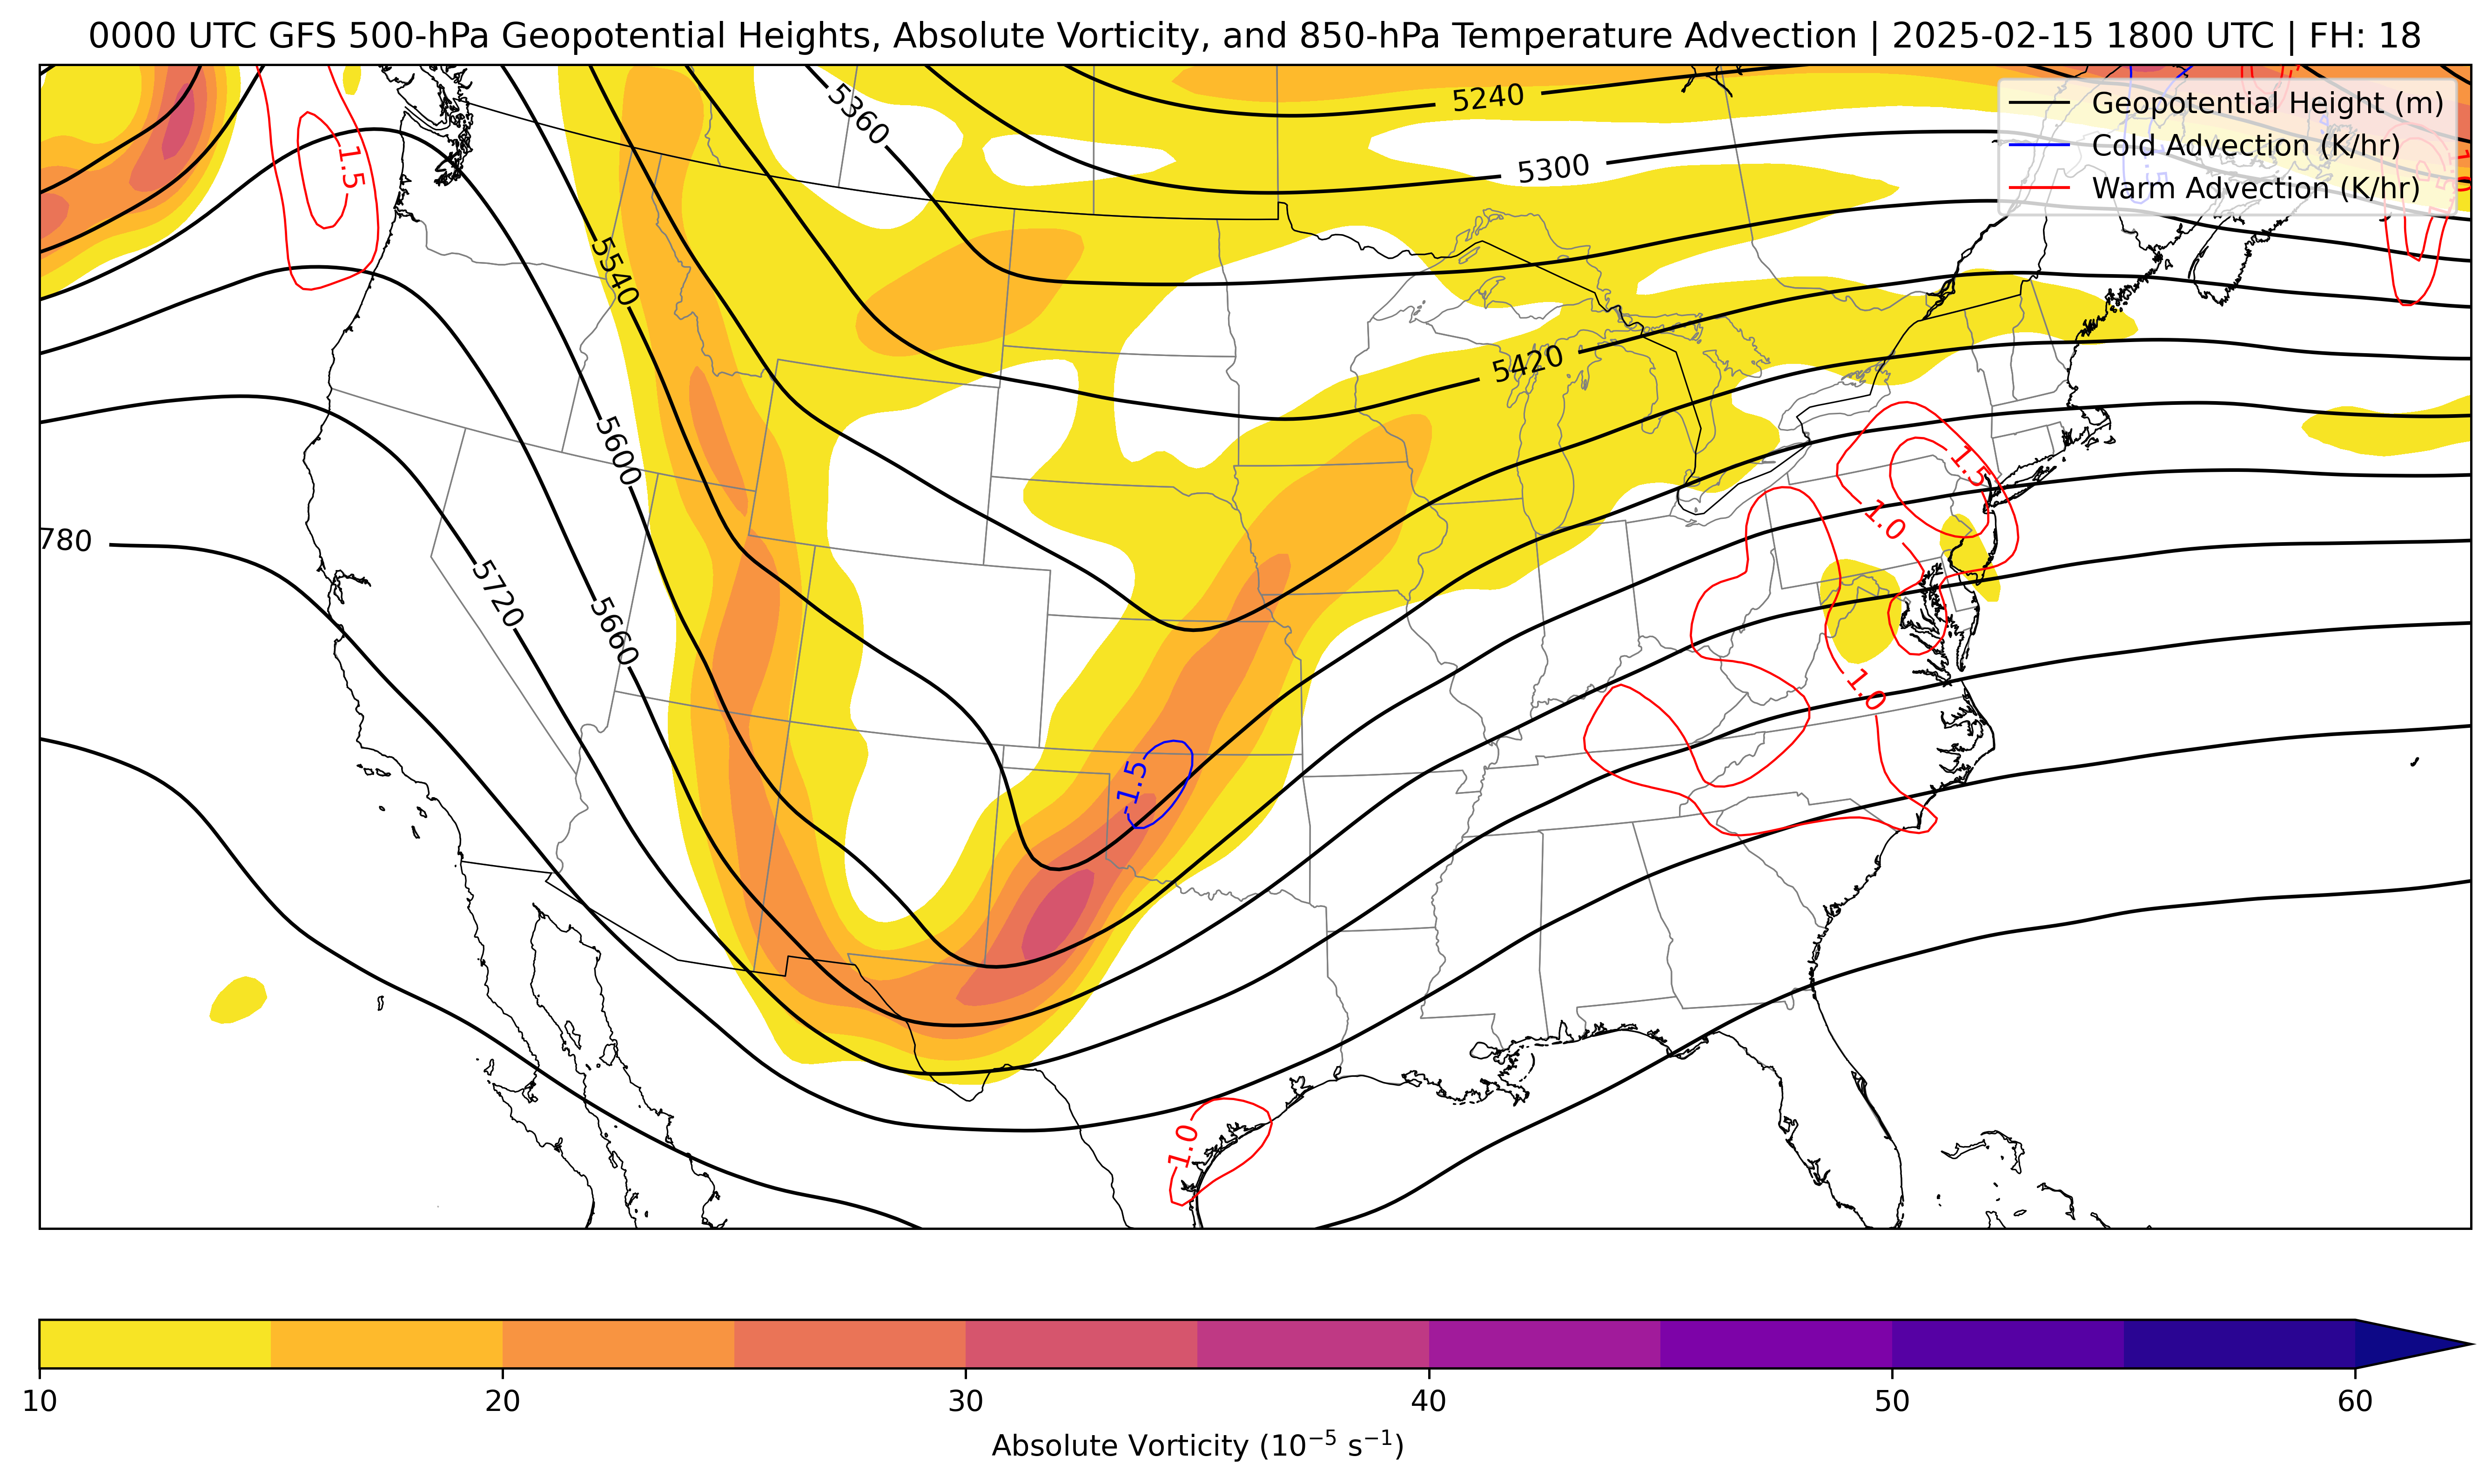 0000 UTC GFS 500-hPa Geopotential Heights, Absolute Vorticity, and 850-hPa Temperature Advection | 2025-02-15 1800 UTC | FH: 18
Geopotential Height (m)
Cold Advection (K/hr)
Warm Advection (K/hr)
5240
5360
5300
1.5
5540
5420
5600
1.5
1.0
780
5720
5660
1.0
-1.5
1.0
10 20 30 40 50 60
Absolute Vorticity (10⁻⁵ s⁻¹)